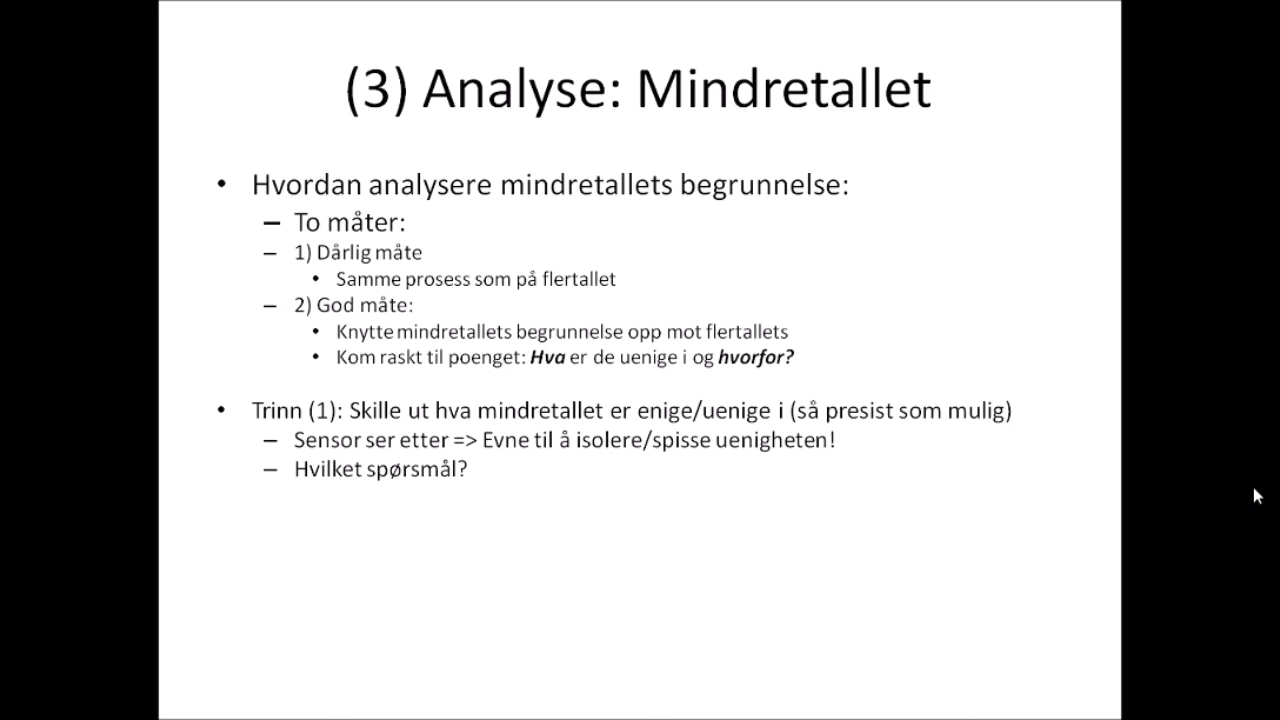 (3) Analyse: Mindretallet
• Hvordan analysere mindretallets begrunnelse:
– To måter:
– 1) Dårlig måte
• Samme prosess som på flertallet
– 2) God måte:
• Knytte mindretallets begrunnelse opp mot flertallets
• Kom raskt til poenget: Hva er de uenige i og hvorfor?
• Trinn (1): Skille ut hva mindretallet er enige/uenige i (så presist som mulig)
– Sensor ser etter => Evne til å isolere/spisse uenigheten!
– Hvilket spørsmål?